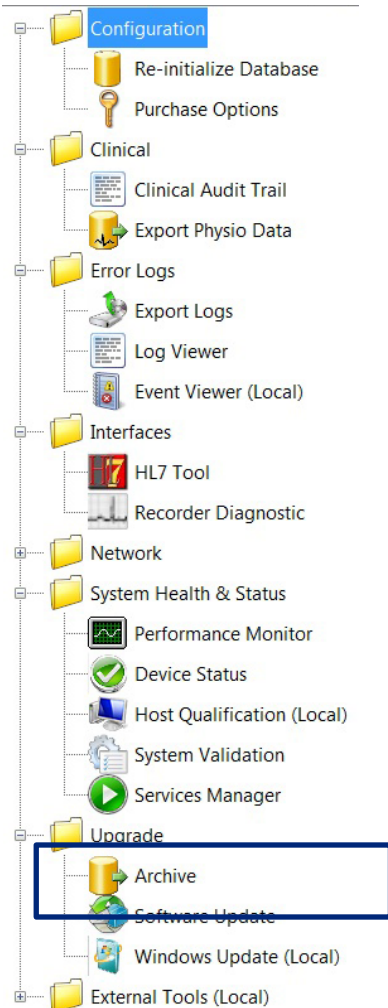 Configuration
Re-initialize Database
Purchase Options
Clinical
Clinical Audit Trail
Export Physio Data
Error Logs
Export Logs
Log Viewer
Event Viewer (Local)
Interfaces
HL7 HL7 Tool
Recorder Diagnostic
Network
System Health & Status
Performance Monitor
Device Status
Host Qualification (Local)
System Validation
Services Manager
Upgrade
Archive
Software Update
Windows Update (Local)
External Tools (Local)